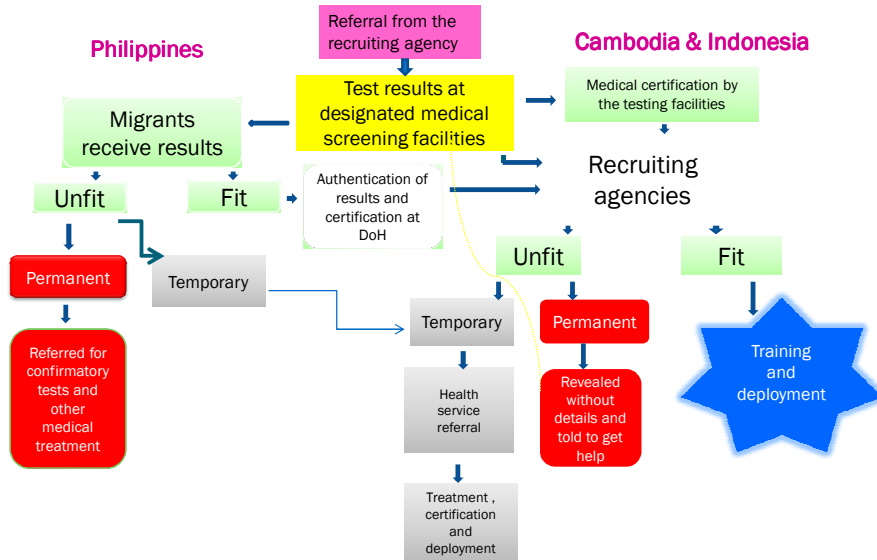 Philippines
Referral from the
recruiting agency
Cambodia & Indonesia
Test results at
designated medical
screening facilities
Medical certification by
the testing facilities
Migrants
receive results
Recruiting
agencies
Unfit
Fit
Authentication of
results and
certification at
DoH
Unfit
Fit
Permanent
Temporary
Temporary
Permanent
Training
and
deployment
Referred for
confirmatory
tests and
other
medical
treatment
Health
service
referral
Revealed
without
details and
told to get
help
Treatment ,
certification
and
deployment